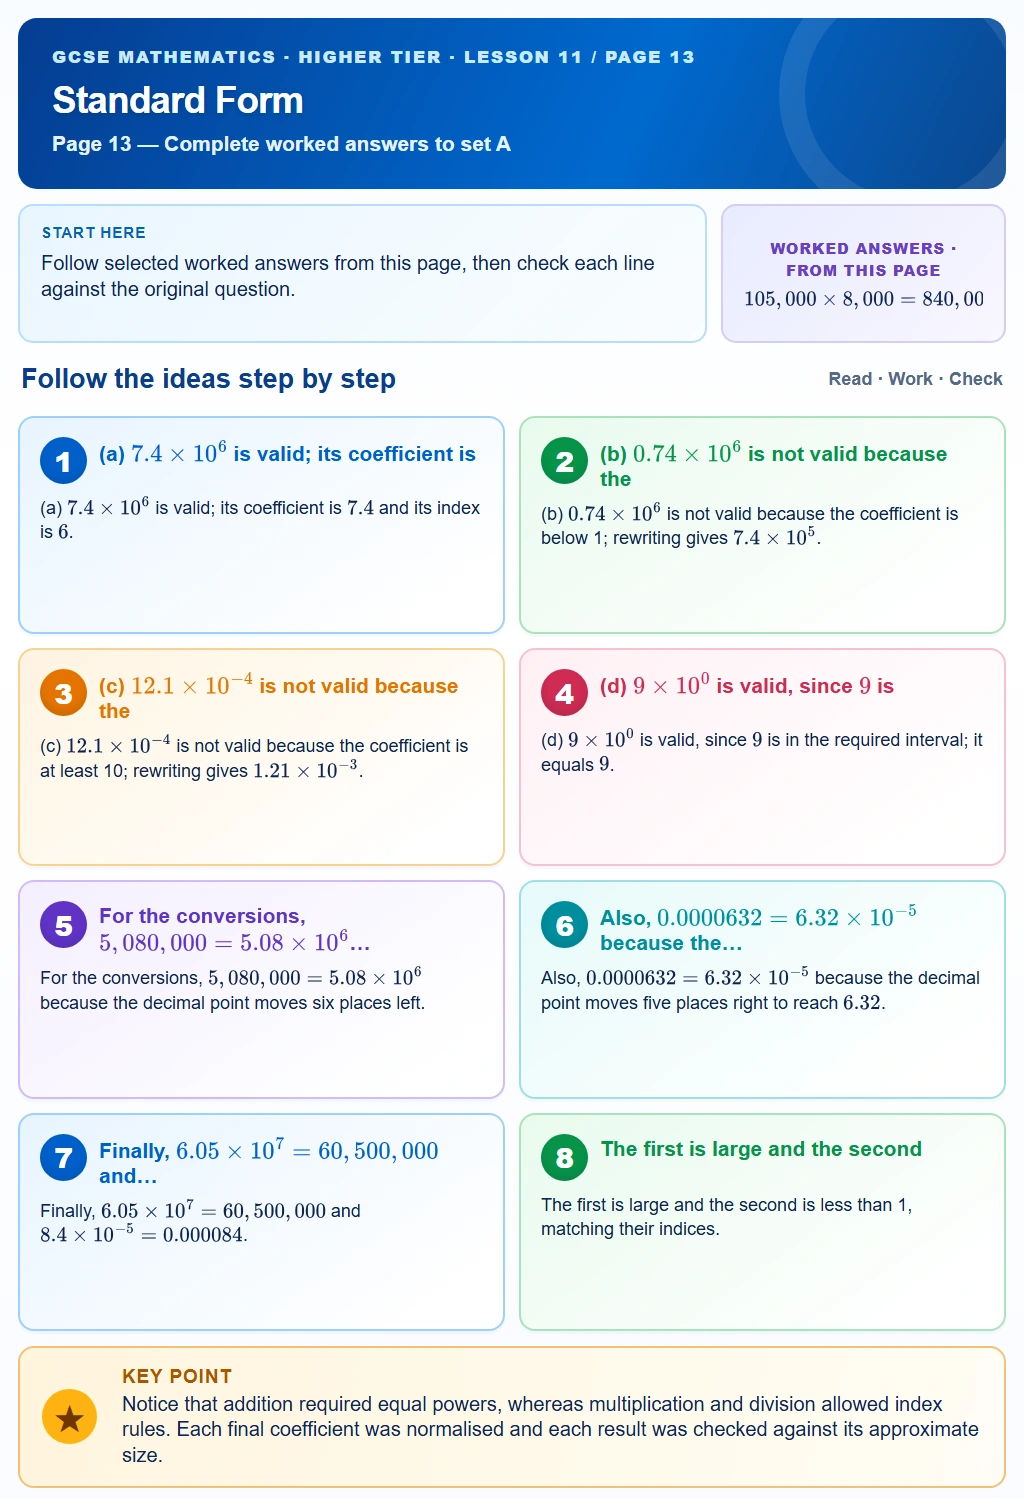 GCSE MATHEMATICS · HIGHER TIER · LESSON 11 / PAGE 13
Standard Form
Page 13 — Complete worked answers to set A
START HERE
Follow selected worked answers from this page, then check each line
against the original question.
WORKED ANSWERS ·
FROM THIS PAGE
105,000 × 8,000 = 840,00
Follow the ideas step by step
Read · Work · Check
1
(a) 7.4 × 10^6 is valid; its coefficient is
(a) 7.4 × 10^6 is valid; its coefficient is 7.4 and its index
is 6.
2
(b) 0.74 × 10^6 is not valid because
the
(b) 0.74 × 10^6 is not valid because the coefficient is
below 1; rewriting gives 7.4 × 10^5.
3
(c) 12.1 × 10^−4 is not valid because
the
(c) 12.1 × 10^−4 is not valid because the coefficient is
at least 10; rewriting gives 1.21 × 10^−3.
4
(d) 9 × 10^0 is valid, since 9 is
(d) 9 × 10^0 is valid, since 9 is in the required interval; it
equals 9.
5
For the conversions,
5,080,000 = 5.08 × 10^6…
For the conversions, 5,080,000 = 5.08 × 10^6
because the decimal point moves six places left.
6
Also, 0.0000632 = 6.32 × 10^−5
because the…
Also, 0.0000632 = 6.32 × 10^−5 because the decimal
point moves five places right to reach 6.32.
7
Finally, 6.05 × 10^7 = 60,500,000
and…
Finally, 6.05 × 10^7 = 60,500,000 and
8.4 × 10^−5 = 0.000084.
8
The first is large and the second
The first is large and the second is less than 1,
matching their indices.
KEY POINT
Notice that addition required equal powers, whereas multiplication and division allowed index
rules. Each final coefficient was normalised and each result was checked against its approximate
size.